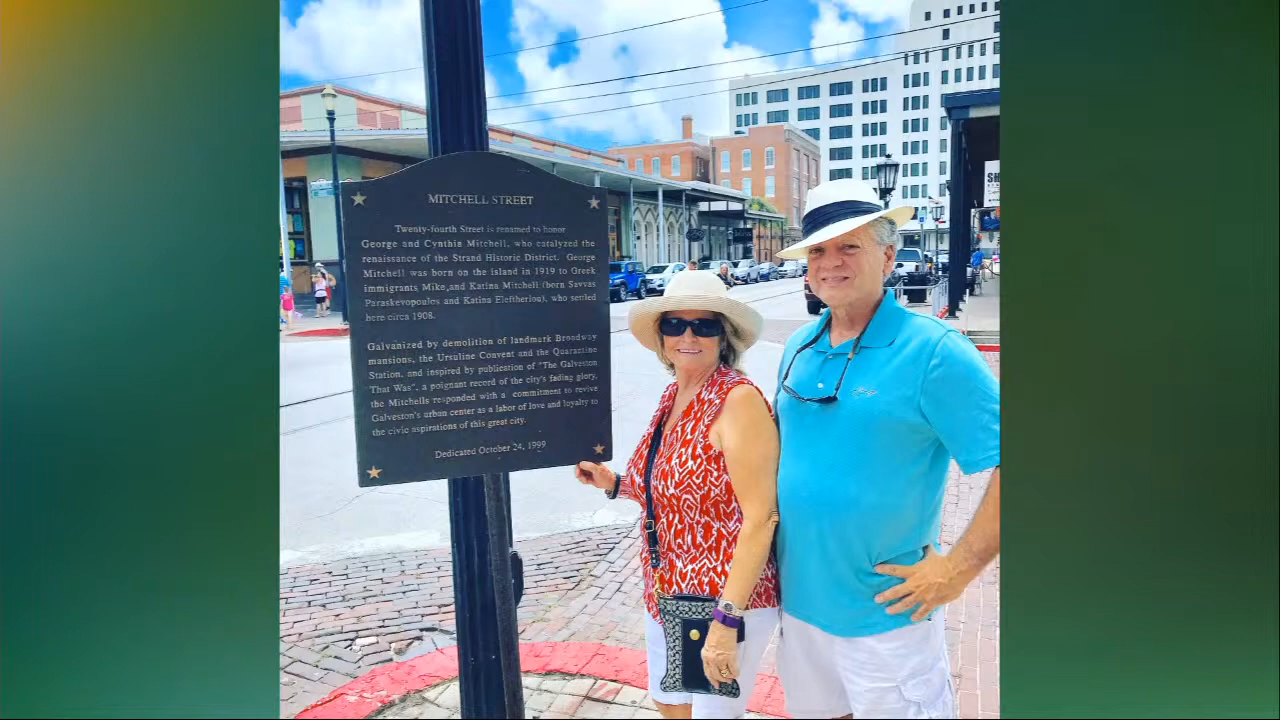 MITCHELL STREET
Twenty-fourth Street is renamed to honor
George and Cynthia Mitchell, who catalyzed the
renaissance of the Strand Historic District. George
Mitchell was born on the island in 1919 to Greek
immigrants Mike and Katina Mitchell (born Savvas
Paraskevopoulos and Katina Eleftheriou), who settled
here circa 1908.
Galvanized by demolition of landmark Broadway
mansions, the Ursuline Convent and the Quarantine
Station, and inspired by publication of "The Galveston
That Was", a poignant record of the city's fading glory,
the Mitchells responded with a commitment to revive
Galveston's urban center as a labor of love and loyalty to
the civic aspirations of this great city.
Dedicated October 24, 1999
SH